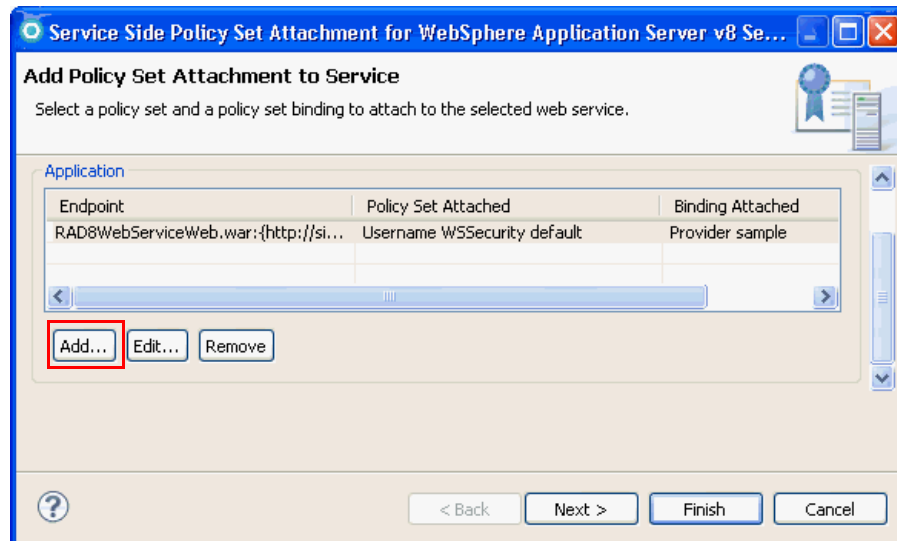 Service Side Policy Set Attachment for WebSphere Application Server v8 Se...
Add Policy Set Attachment to Service
Select a policy set and a policy set binding to attach to the selected web service.
Application
Endpoint Policy Set Attached Binding Attached
RAD8WebServiceWeb.war:{http://si... Username WSSecurity default Provider sample
Add... Edit... Remove
? < Back Next > Finish Cancel